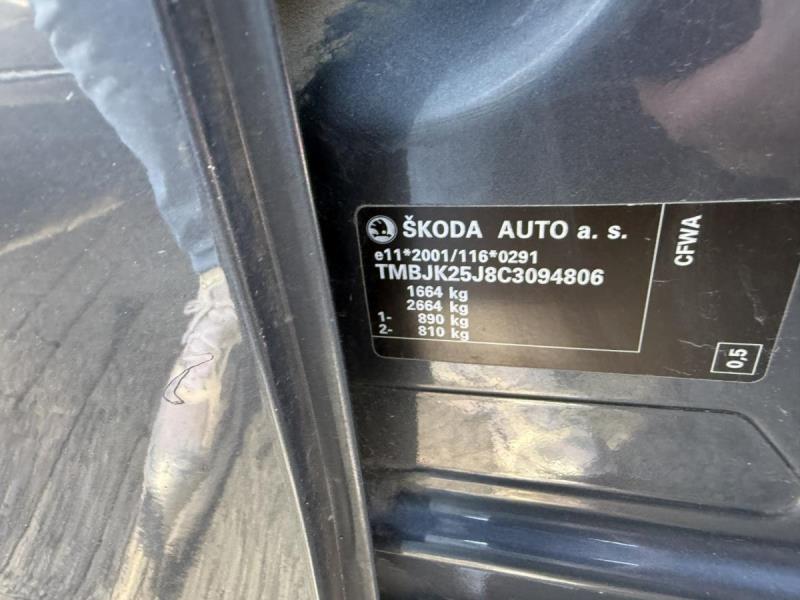 ŠKODA AUTO a. s.
e11*2001/116*0291
TMBJK25J8C3094806
1664 kg
2664 kg
1- 890 kg
2- 810 kg
CFWA
0,5